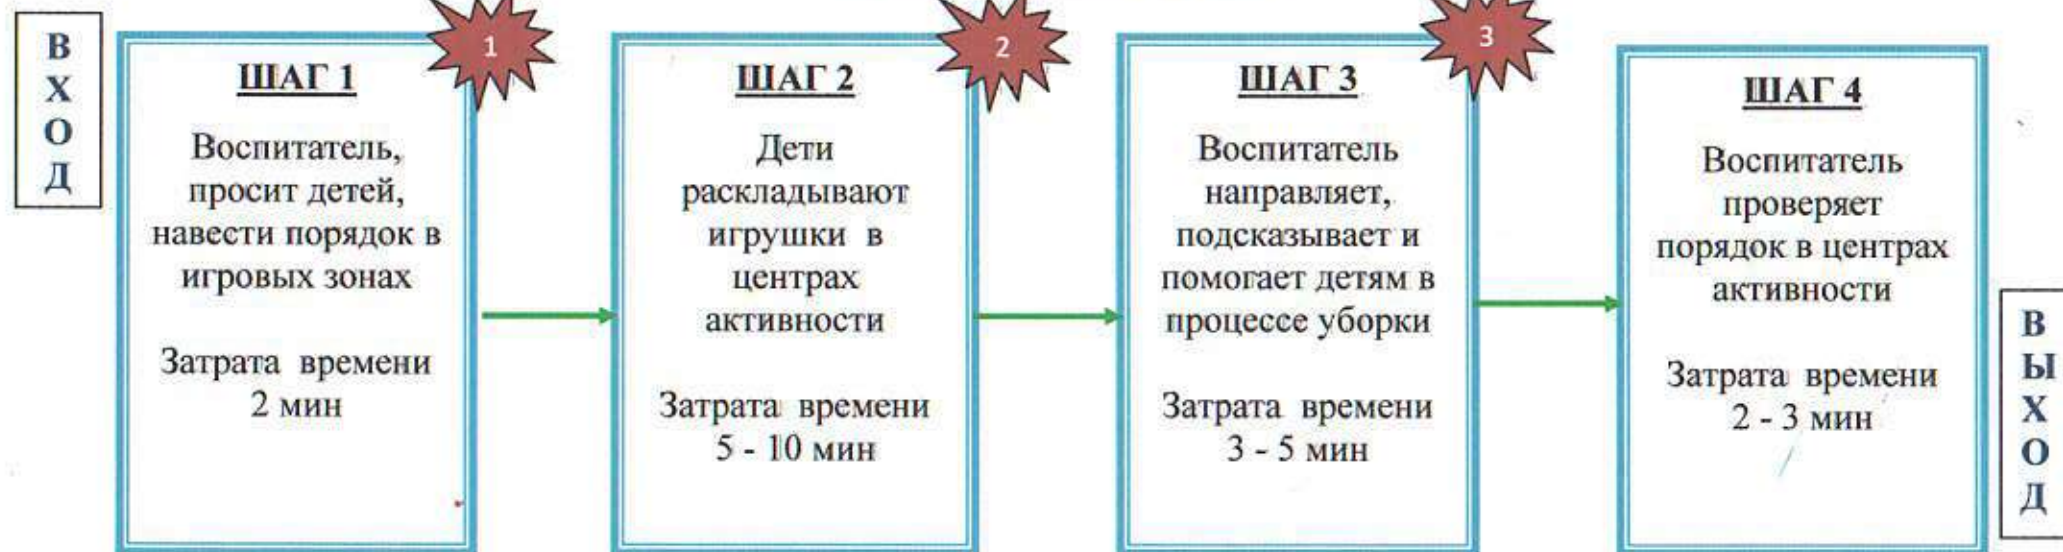 ВХОД
1
ШАГ 1
Воспитатель,
просит детей,
навести порядок в
игровых зонах
Затрата времени
2 мин
2
ШАГ 2
Дети
раскладывают
игрушки в
центрах
активности
Затрата времени
5 - 10 мин
3
ШАГ 3
Воспитатель
направляет,
подсказывает и
помогает детям в
процессе уборки
Затрата времени
3 - 5 мин
ШАГ 4
Воспитатель
проверяет
порядок в центрах
активности
Затрата времени
2 - 3 мин
ВЫХОД